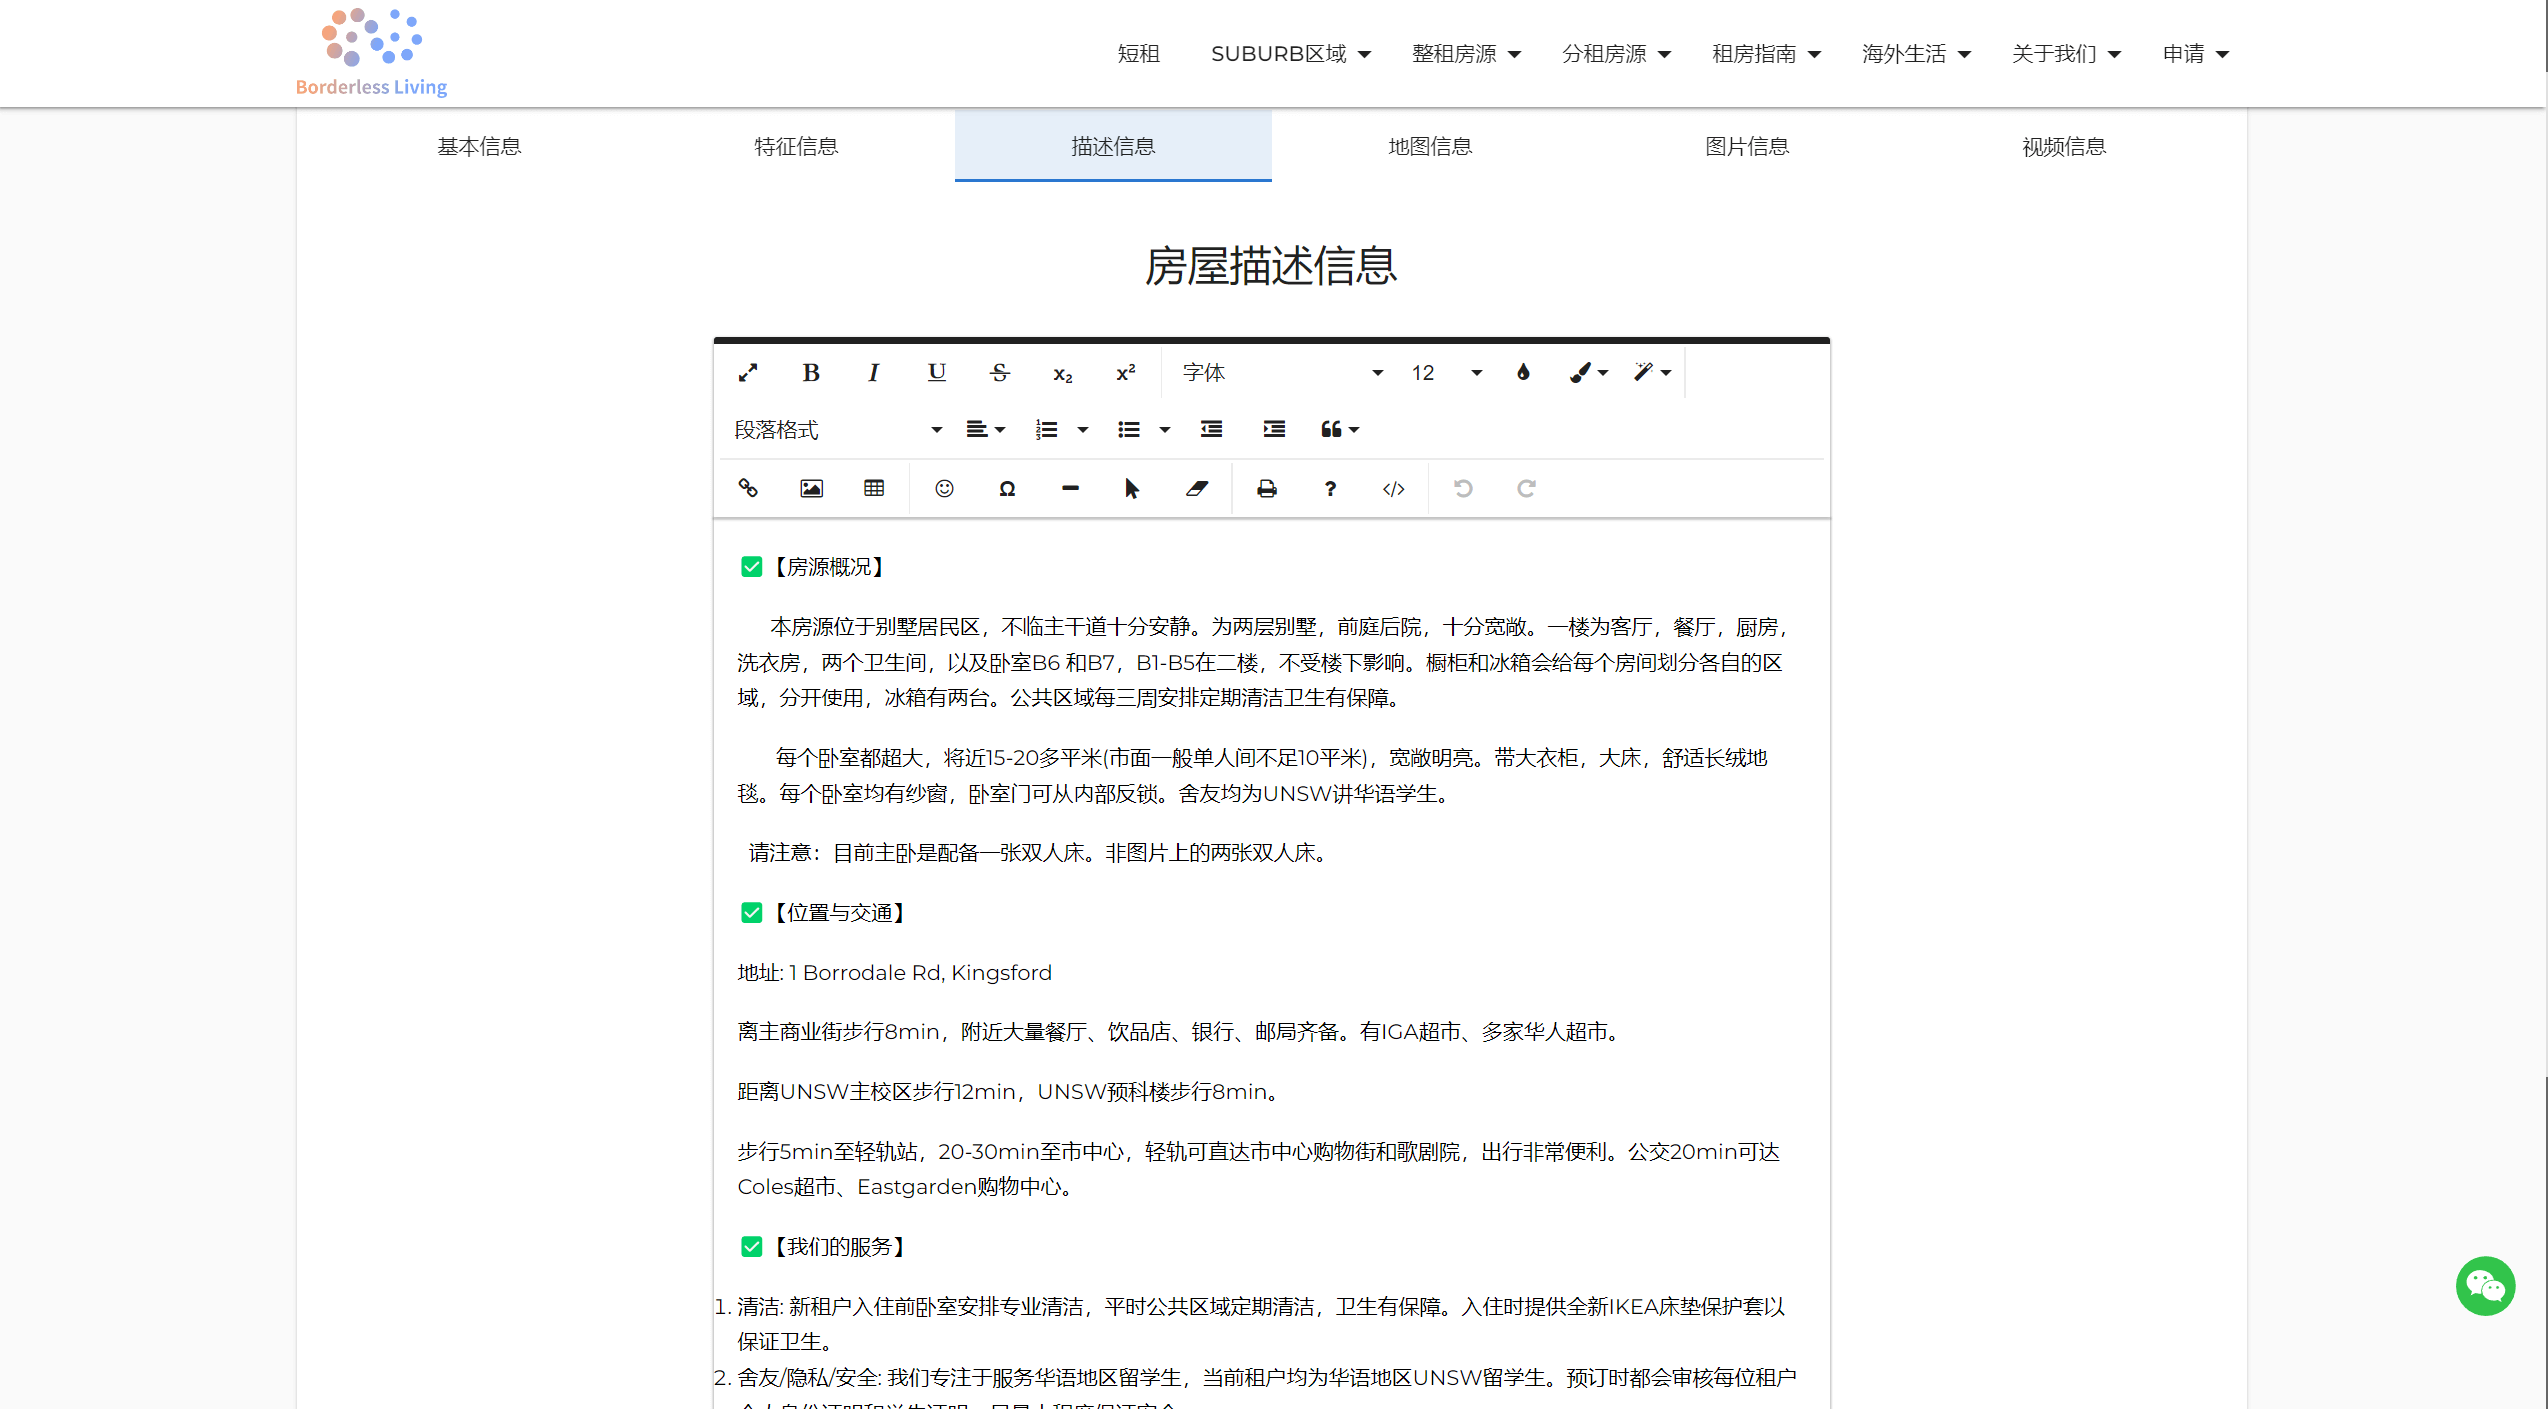 Borderless Living
短租
SUBURB区域
整租房源
分租房源
租房指南
海外生活
关于我们
申请
基本信息
特征信息
描述信息
地图信息
图片信息
视频信息
房屋描述信息
字体
12
段落格式
【房源概况】
本房源位于别墅居民区，不临主干道十分安静。为两层别墅，前庭后院，十分宽敞。一楼为客厅，餐厅，厨房，
洗衣房，两个卫生间，以及卧室B6 和B7，B1-B5在二楼，不受楼下影响。橱柜和冰箱会给每个房间划分各自的区
域，分开使用，冰箱有两台。公共区域每三周安排定期清洁卫生有保障。
每个卧室都超大，将近15-20多平米(市面一般单人间不足10平米)，宽敞明亮。带大衣柜，大床，舒适长绒地
毯。每个卧室均有纱窗，卧室门可从内部反锁。舍友均为UNSW讲华语学生。
请注意：目前主卧是配备一张双人床。非图片上的两张双人床。
【位置与交通】
地址: 1 Borrodale Rd, Kingsford
离主商业街步行8min，附近大量餐厅、饮品店、银行、邮局齐备。有IGA超市、多家华人超市。
距离UNSW主校区步行12min，UNSW预科楼步行8min。
步行5min至轻轨站，20-30min至市中心，轻轨可直达市中心购物街和歌剧院，出行非常便利。公交20min可达
Coles超市、Eastgarden购物中心。
【我们的服务】
1. 清洁: 新租户入住前卧室安排专业清洁，平时公共区域定期清洁，卫生有保障。入住时提供全新IKEA床垫保护套以
保证卫生。
2. 舍友/隐私/安全: 我们专注于服务华语地区留学生，当前租户均为华语地区UNSW留学生。预订时都会审核每位租户